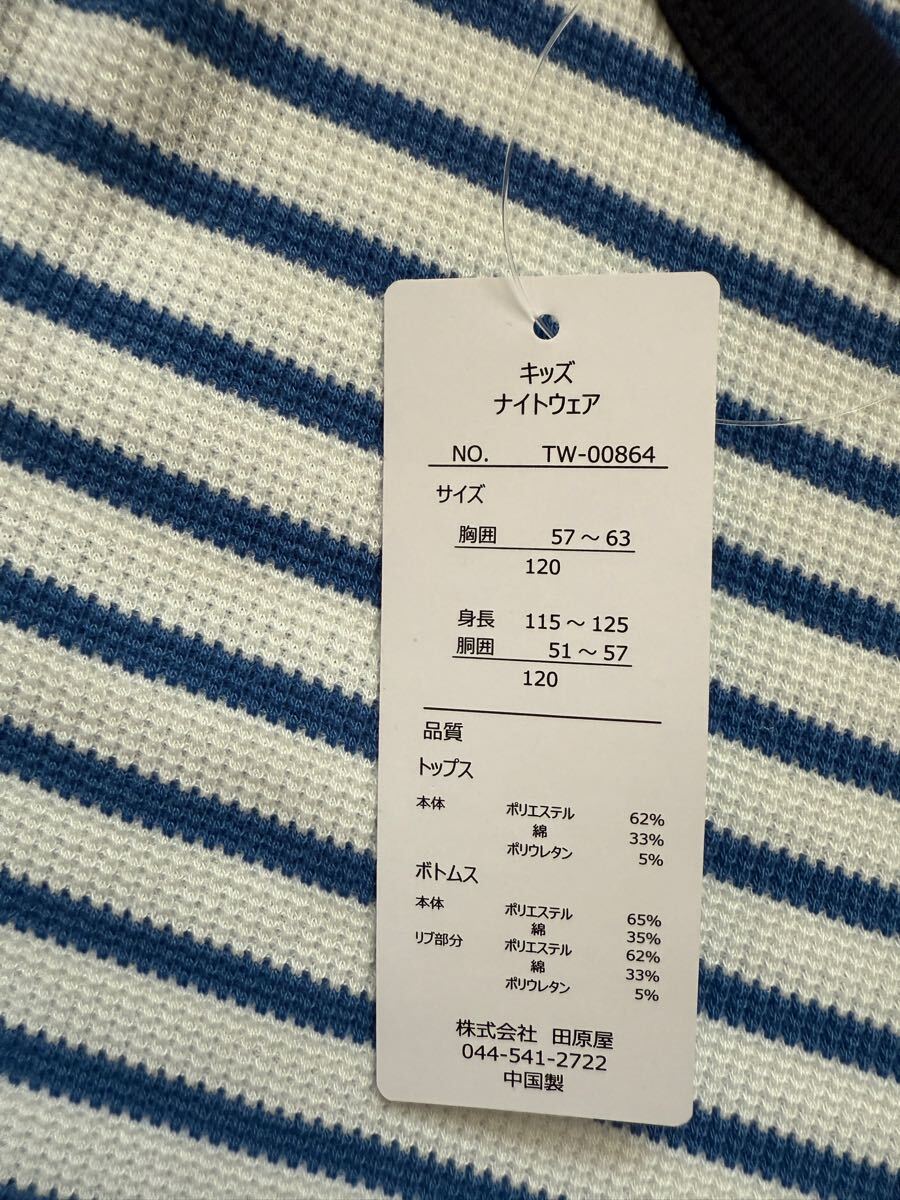 キッズ
ナイトウェア
NO. TW-00864
サイズ
胸囲 57～63
120
身長 115～125
胴囲 51～57
120
品質
トップス
本体 ポリエステル 62%
綿 33%
ポリウレタン 5%
ボトムス
本体 ポリエステル 65%
綿 35%
リブ部分 ポリエステル 62%
綿 33%
ポリウレタン 5%
株式会社 田原屋
044-541-2722
中国製